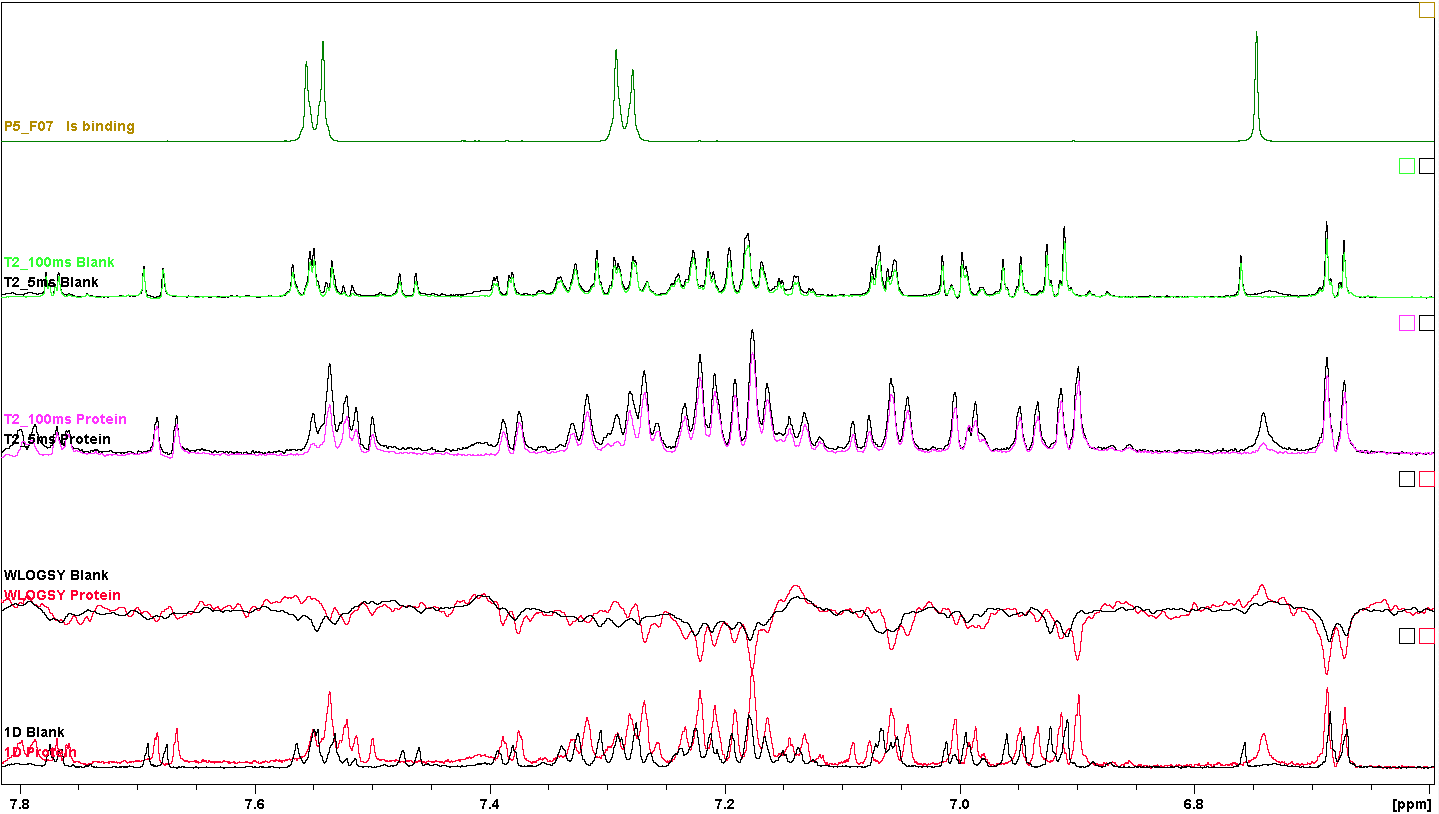 P5_F07 Is binding
T2_100ms Blank
T2_5ms Blank
T2_100ms Protein
T2_5ms Protein
WLOGSY Blank
WLOGSY Protein
1D Blank
1D Protein
7.8 7.6 7.4 7.2 7.0 6.8 [ppm]